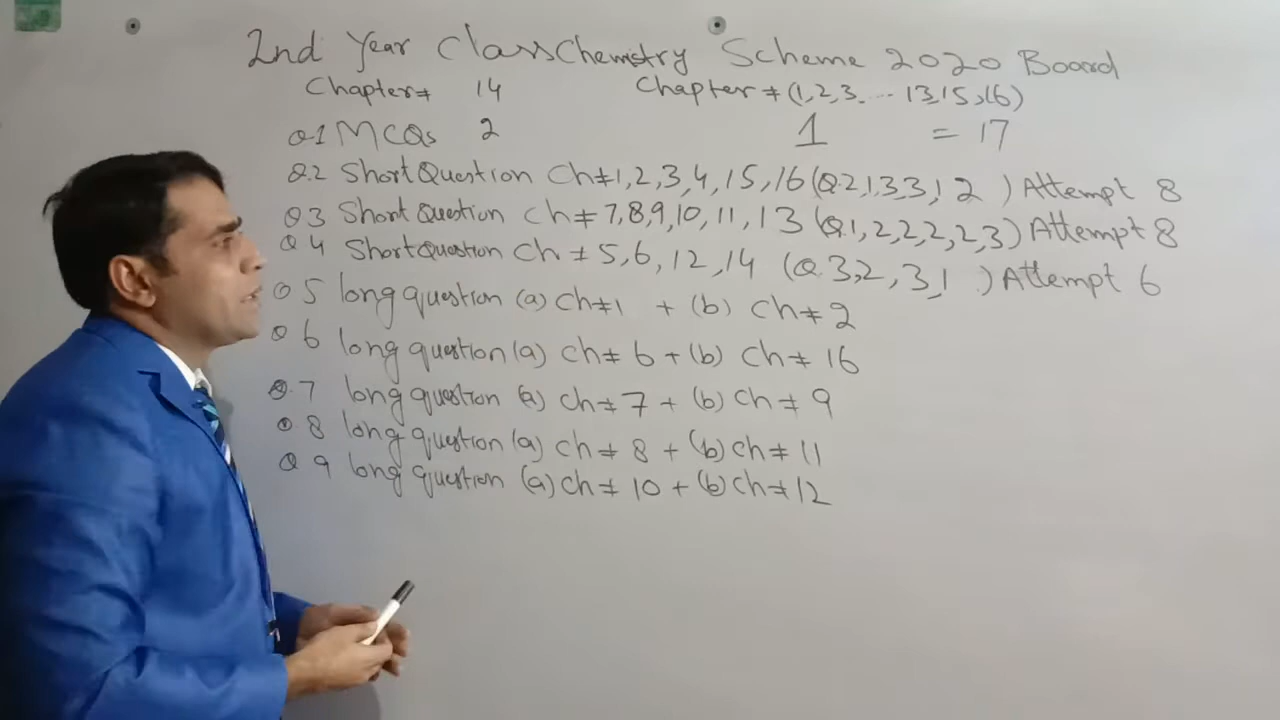 2nd Year Class Chemistry Scheme 2020 Board
Chapter# 14 Chapter # (1,2,3.... 13,15,16)
Q.1 MCQs 2 1 = 17
Q.2 Short Question Ch#1,2,3,4,15,16 (Q.2,1,3,3,1 2 ) Attempt 8
Q3 Short Question Ch#7,8,9,10,11,13 (Q.1,2,2,2,2,3) Attempt 8
Q4 Short Question Ch #5,6,12,14 (Q.3,2,3,1 ) Attempt 6
Q5 long question (a) Ch#1 + (b) Ch#2
Q6 long question (a) Ch# 6 + (b) Ch# 16
Q.7 long question (a) Ch#7 + (b) Ch# 9
Q.8 long question (a) Ch# 8 + (b) Ch# 11
Q9 long question (a) Ch# 10 + (b) Ch#12